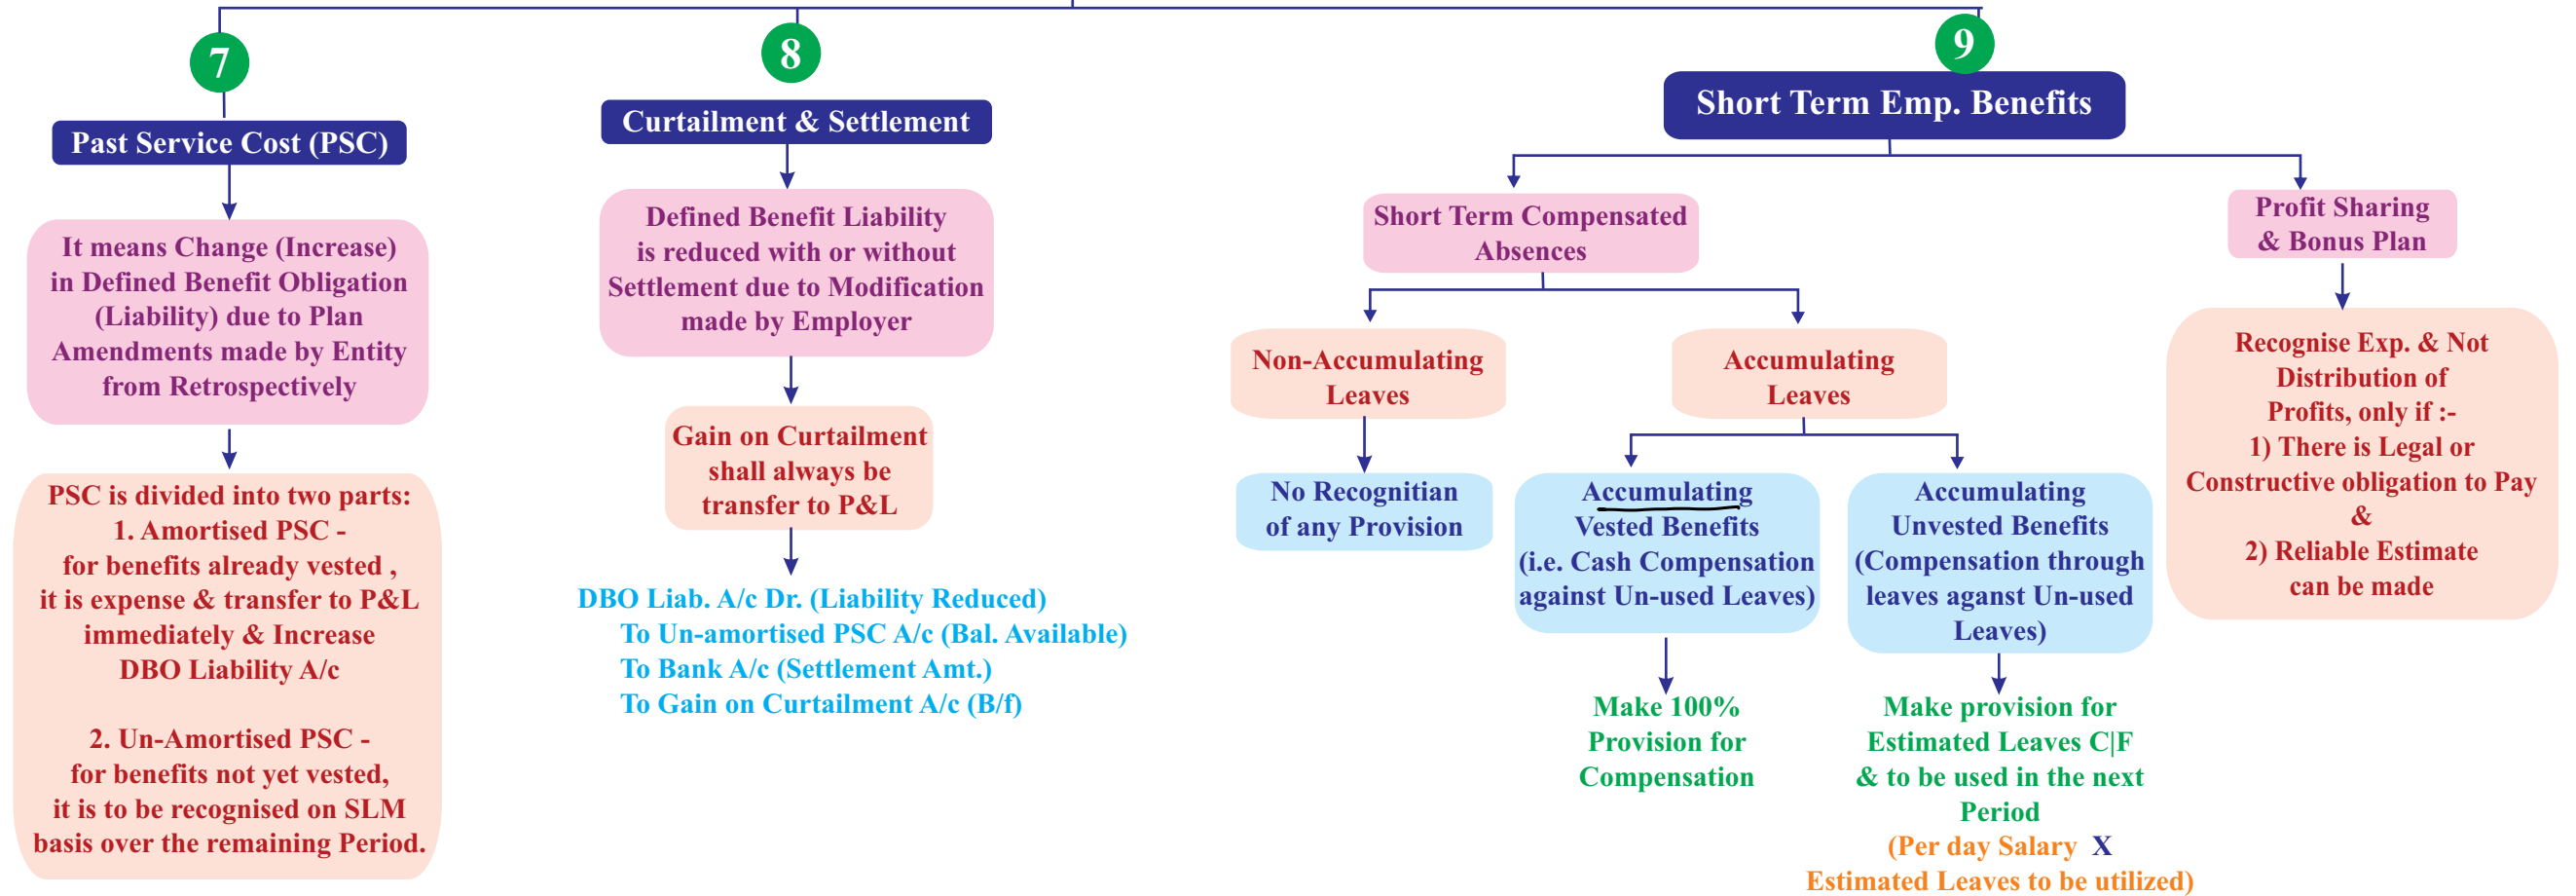 7
Past Service Cost (PSC)
It means Change (Increase)
in Defined Benefit Obligation
(Liability) due to Plan
Amendments made by Entity
from Retrospectively
PSC is divided into two parts:
1. Amortised PSC -
for benefits already vested ,
it is expense & transfer to P&L
immediately & Increase
DBO Liability A/c
2. Un-Amortised PSC -
for benefits not yet vested,
it is to be recognised on SLM
basis over the remaining Period.
8
Curtailment & Settlement
Defined Benefit Liability
is reduced with or without
Settlement due to Modification
made by Employer
Gain on Curtailment
shall always be
transfer to P&L
DBO Liab. A/c Dr. (Liability Reduced)
To Un-amortised PSC A/c (Bal. Available)
To Bank A/c (Settlement Amt.)
To Gain on Curtailment A/c (B/f)
9
Short Term Emp. Benefits
Short Term Compensated
Absences
Non-Accumulating
Leaves
No Recognitian
of any Provision
Accumulating
Leaves
Accumulating
Vested Benefits
(i.e. Cash Compensation
against Un-used Leaves)
Make 100%
Provision for
Compensation
Accumulating
Unvested Benefits
(Compensation through
leaves aganst Un-used
Leaves)
Make provision for
Estimated Leaves C|F
& to be used in the next
Period
(Per day Salary X
Estimated Leaves to be utilized)
Profit Sharing
& Bonus Plan
Recognise Exp. & Not
Distribution of
Profits, only if :-
1) There is Legal or
Constructive obligation to Pay
&
2) Reliable Estimate
can be made